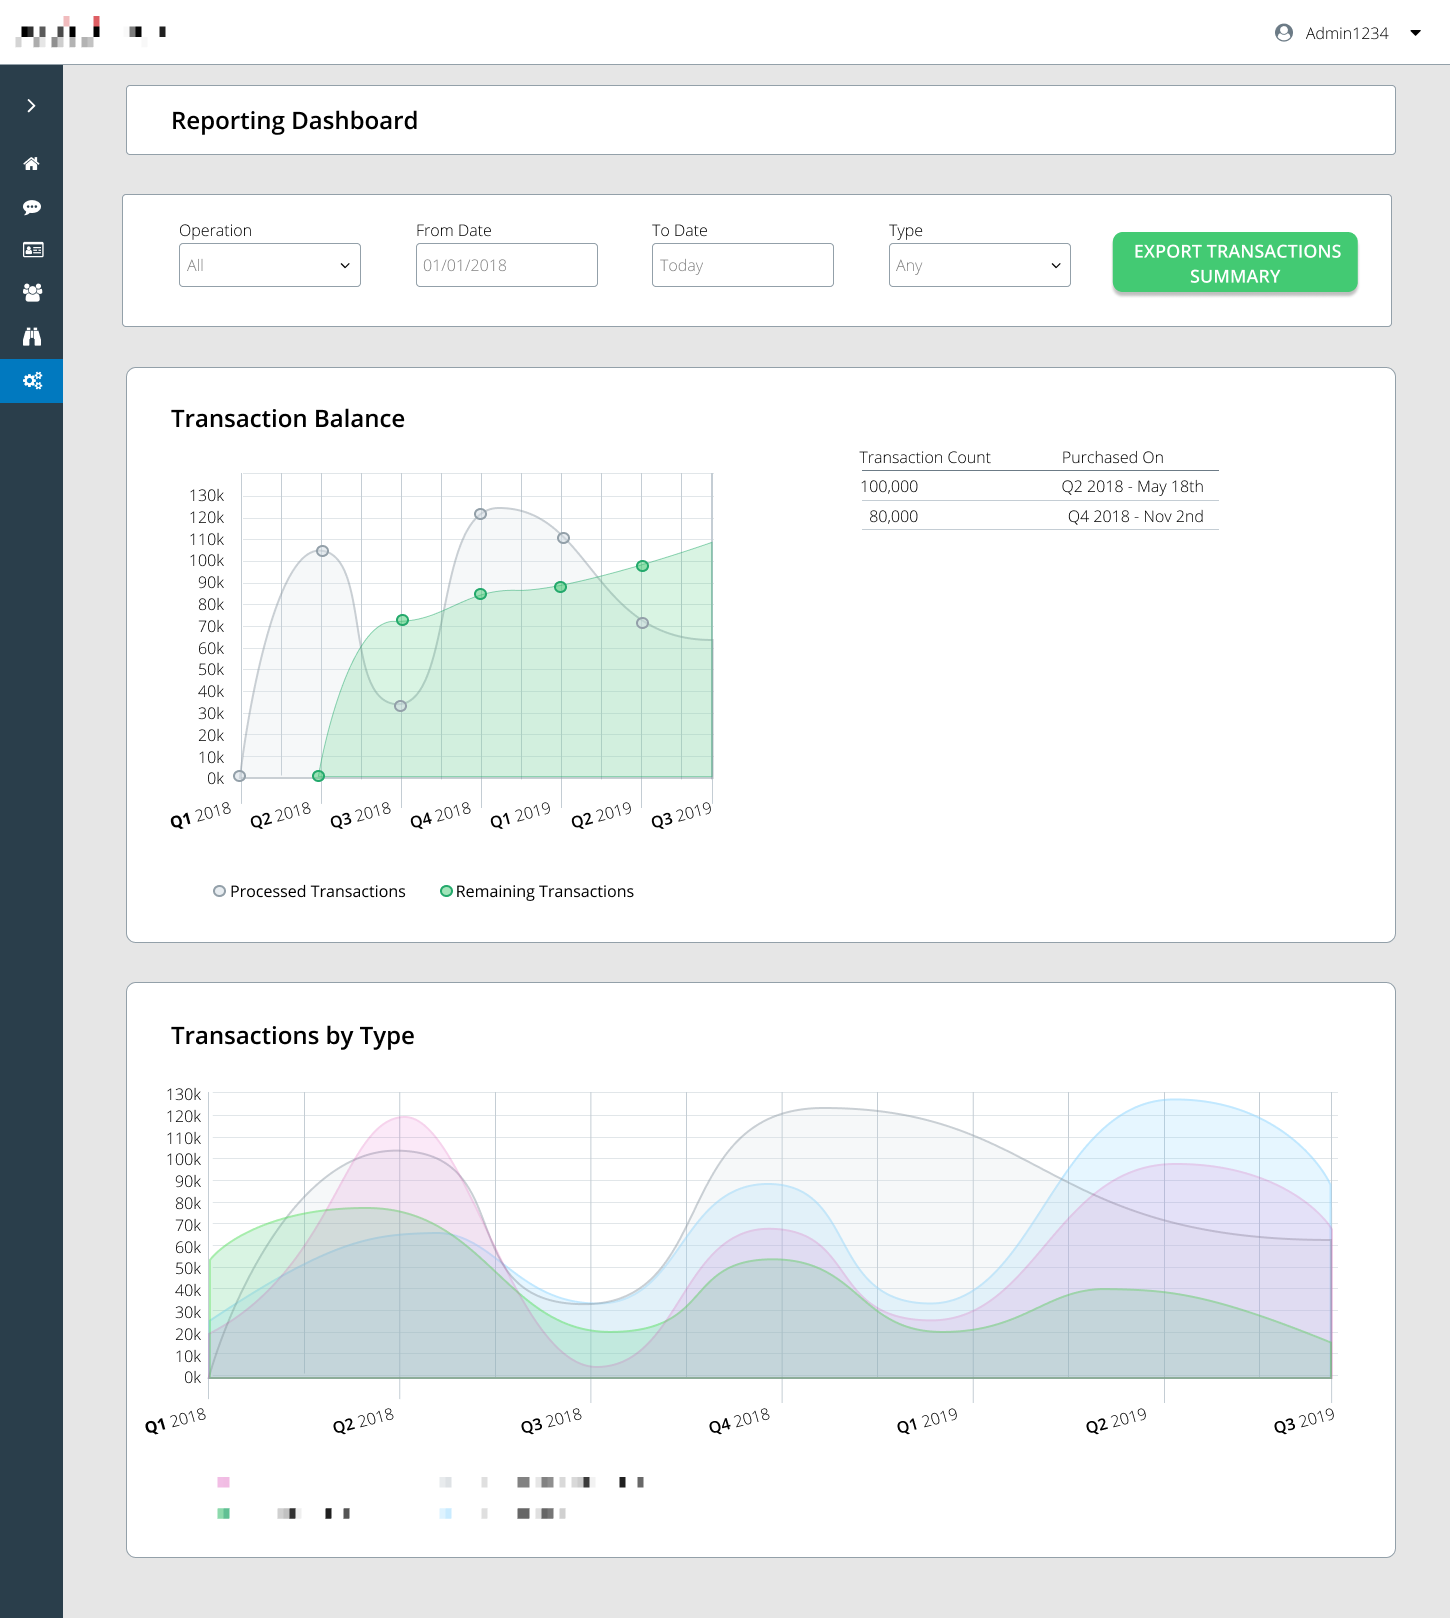 Admin1234
Reporting Dashboard
Operation From Date To Date Type
All 01/01/2018 Today Any
EXPORT TRANSACTIONS
SUMMARY
Transaction Balance
Transaction Count Purchased On
100,000 Q2 2018 - May 18th
80,000 Q4 2018 - Nov 2nd
130k
120k
110k
100k
90k
80k
70k
60k
50k
40k
30k
20k
10k
0k
Q1 2018 Q2 2018 Q3 2018 Q4 2018 Q1 2019 Q2 2019 Q3 2019
Processed Transactions Remaining Transactions
Transactions by Type
130k
120k
110k
100k
90k
80k
70k
60k
50k
40k
30k
20k
10k
0k
Q1 2018 Q2 2018 Q3 2018 Q4 2018 Q1 2019 Q2 2019 Q3 2019